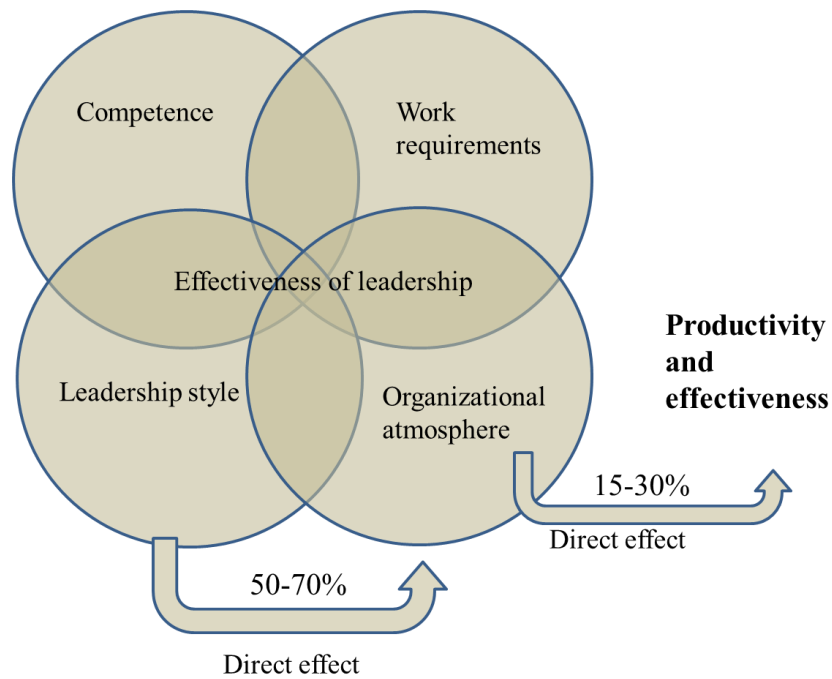 Competence
Work
requirements
Effectiveness of leadership
Productivity
and
effectiveness
Leadership style
Organizational
atmosphere
15-30%
Direct effect
50-70%
Direct effect